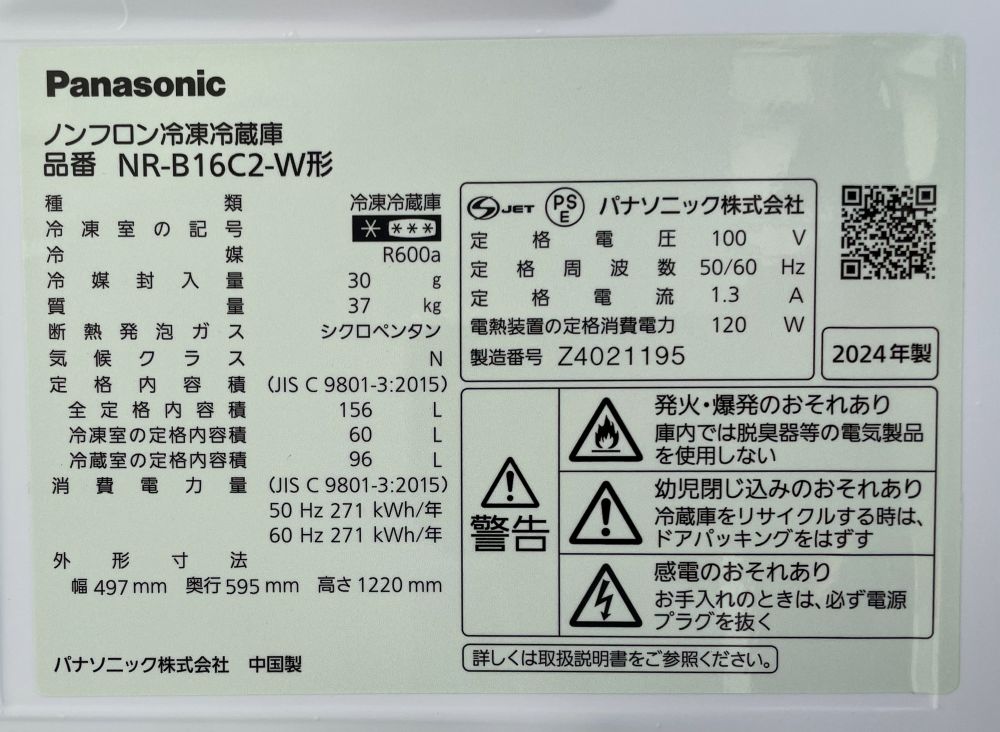 Panasonic
ノンフロン冷凍冷蔵庫
品番 NR-B16C2-W形
種類 冷凍冷蔵庫
冷凍室の記号 * ***
冷媒 R600a
冷媒封入量 30 g
質量 37 kg
断熱発泡ガス シクロペンタン
気候クラス N
定格内容積 (JIS C 9801-3:2015)
全定格内容積 156 L
冷凍室の定格内容積 60 L
冷蔵室の定格内容積 96 L
消費電力量 (JIS C 9801-3:2015)
50 Hz 271 kWh/年
60 Hz 271 kWh/年
外形寸法
幅 497 mm 奥行 595 mm 高さ 1220 mm
パナソニック株式会社 中国製
JET PSE パナソニック株式会社
定格電圧 100 V
定格周波数 50/60 Hz
定格電流 1.3 A
電熱装置の定格消費電力 120 W
製造番号 Z4021195
2024年製
警告
発火・爆発のおそれあり
庫内では脱臭器等の電気製品
を使用しない
幼児閉じ込みのおそれあり
冷蔵庫をリサイクルする時は、
ドアパッキングをはずす
感電のおそれあり
お手入れのときは、必ず電源
プラグを抜く
詳しくは取扱説明書をご参照ください。